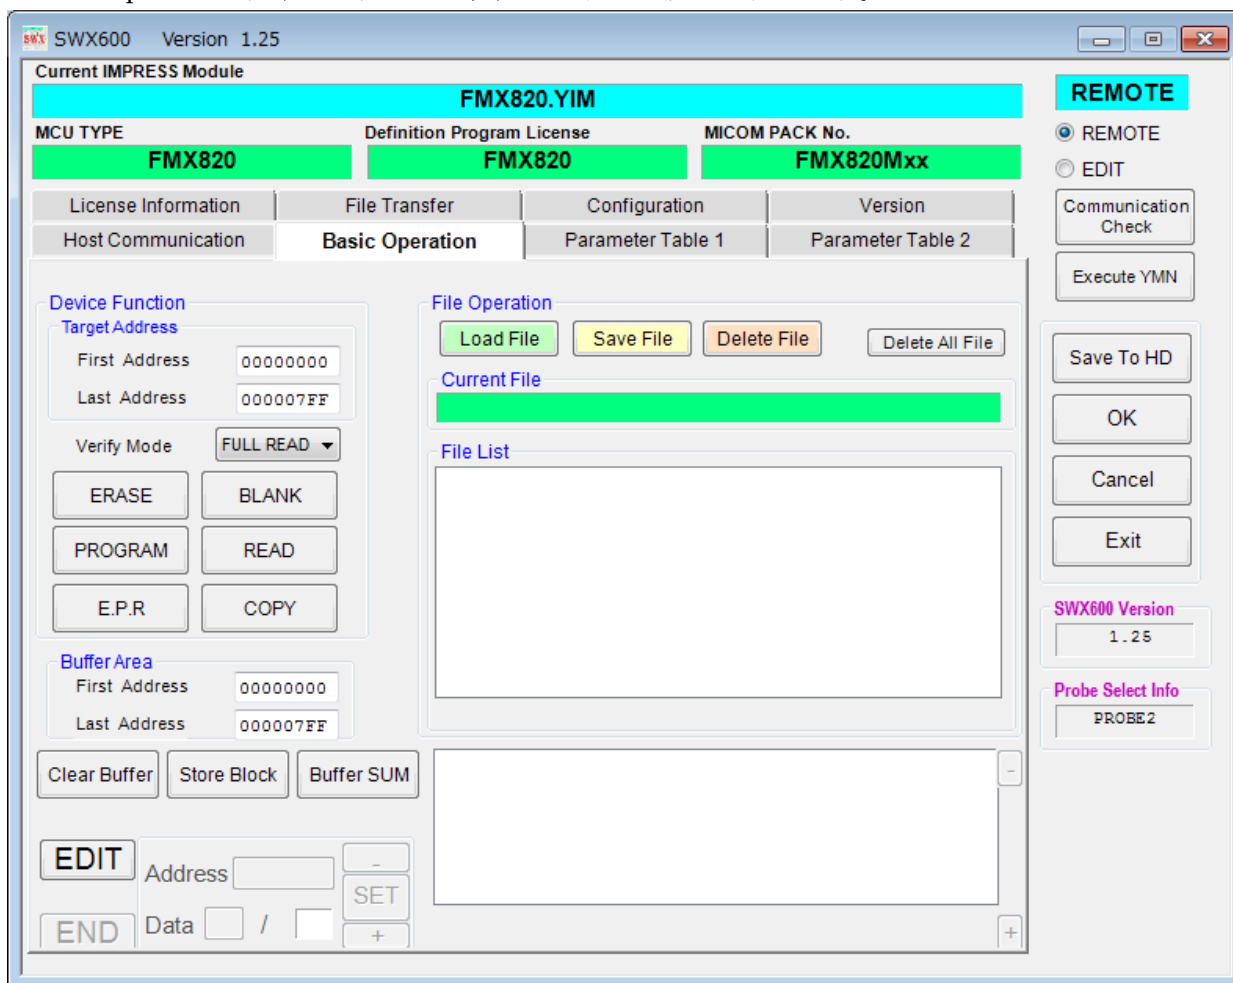 SWX600 Version 1.25
Current IMPRESS Module
FMX820.YIM
MCU TYPE Definition Program License MICOM PACK No.
FMX820 FMX820 FMX820Mxx
License Information File Transfer Configuration Version
Host Communication Basic Operation Parameter Table 1 Parameter Table 2
REMOTE
REMOTE
EDIT
Communication
Check
Execute YMN
Device Function
Target Address
First Address 00000000
Last Address 000007FF
Verify Mode FULL READ
ERASE BLANK
PROGRAM READ
E.P.R COPY
Buffer Area
First Address 00000000
Last Address 000007FF
Clear Buffer Store Block Buffer SUM
EDIT Address -
SET
END Data / +
File Operation
Load File Save File Delete File Delete All File
Current File
File List
-
+
Save To HD
OK
Cancel
Exit
SWX600 Version
1.25
Probe Select Info
PROBE2